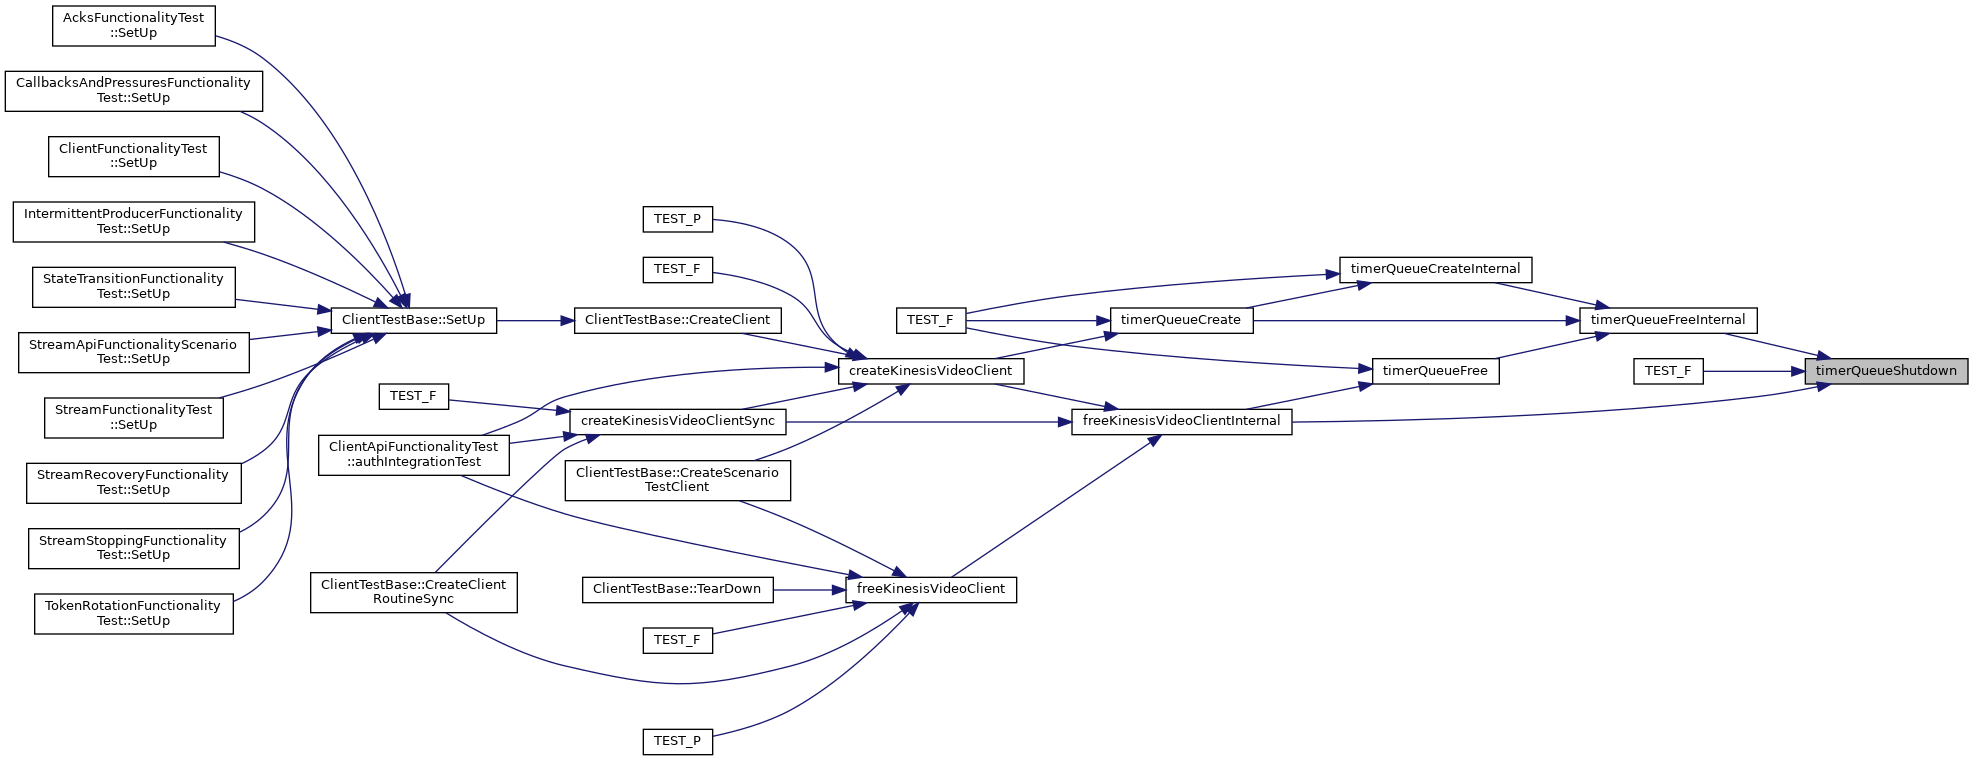 AcksFunctionalityTest
::SetUp
CallbacksAndPressuresFunctionality
Test::SetUp
ClientFunctionalityTest
::SetUp
IntermittentProducerFunctionality
Test::SetUp
StateTransitionFunctionality
Test::SetUp
StreamApiFunctionalityScenario
Test::SetUp
StreamFunctionalityTest
::SetUp
StreamRecoveryFunctionality
Test::SetUp
StreamStoppingFunctionality
Test::SetUp
TokenRotationFunctionality
Test::SetUp
ClientTestBase::SetUp
TEST_F
ClientApiFunctionalityTest
::authIntegrationTest
ClientTestBase::CreateClient
RoutineSync
TEST_P
TEST_F
ClientTestBase::CreateClient
createKinesisVideoClientSync
ClientTestBase::CreateScenario
TestClient
ClientTestBase::TearDown
TEST_F
TEST_P
TEST_F
createKinesisVideoClient
freeKinesisVideoClient
timerQueueCreate
freeKinesisVideoClientInternal
timerQueueCreateInternal
timerQueueFree
timerQueueFreeInternal
TEST_F
timerQueueShutdown